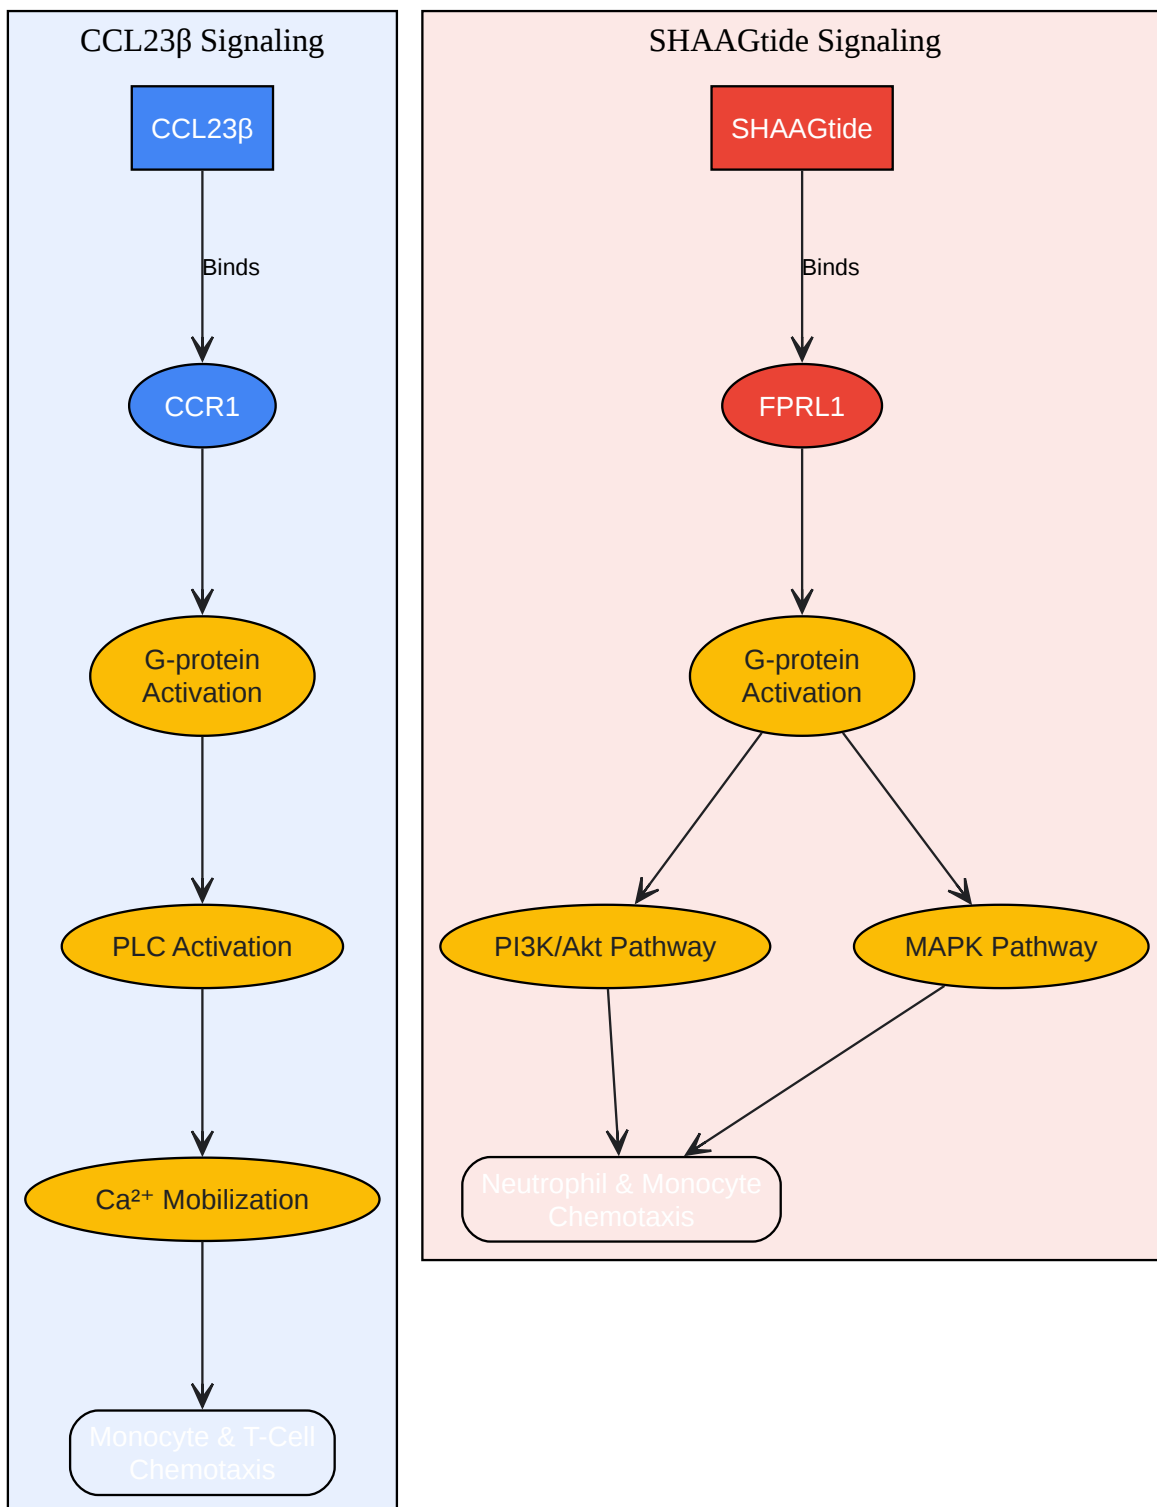 CCL23β Signaling
CCL23β
Binds
CCR1
G-protein
Activation
PLC Activation
Ca²⁺ Mobilization
Monocyte & T-Cell
Chemotaxis
SHAAGtide Signaling
SHAAGtide
Binds
FPRL1
G-protein
Activation
PI3K/Akt Pathway
MAPK Pathway
Neutrophil & Monocyte
Chemotaxis